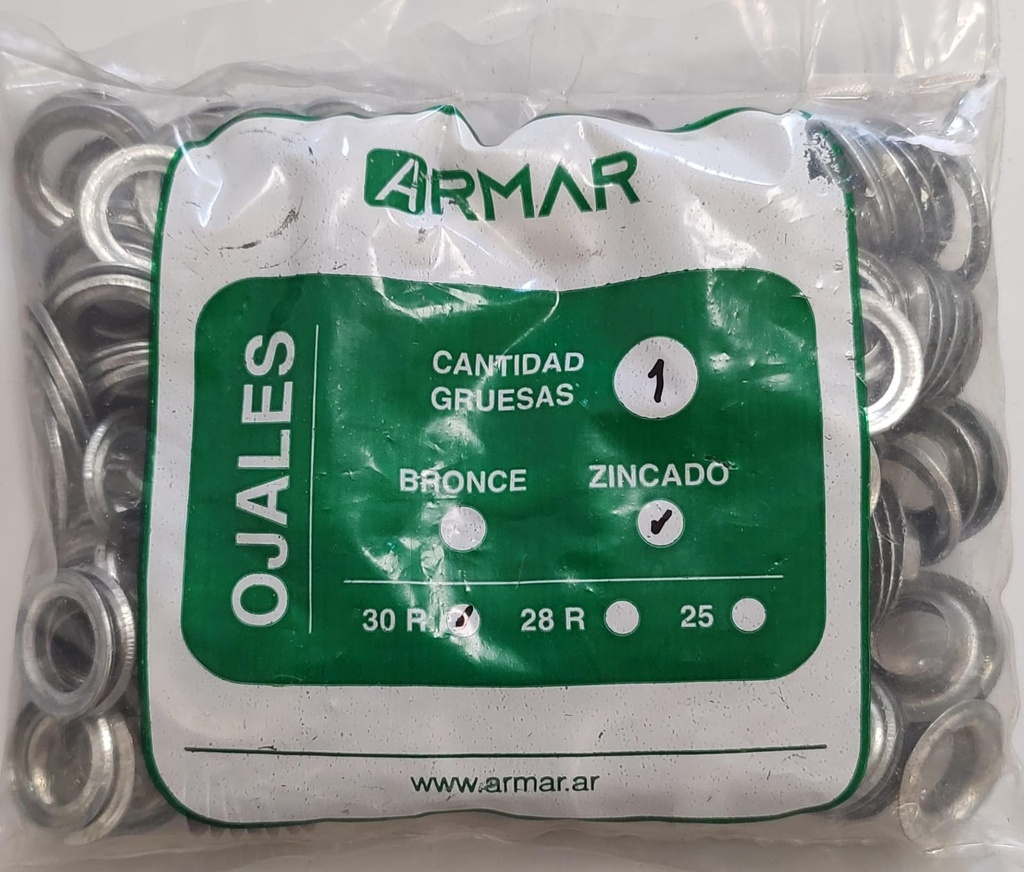 ARMAR
OJALES
CANTIDAD
GRUESAS
1
BRONCE ZINCADO
30 R 28 R 25
www.armar.ar